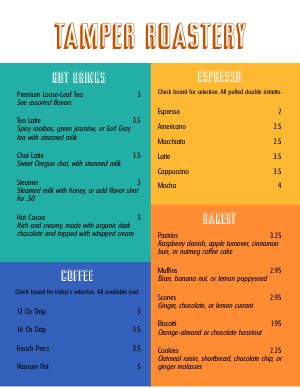 TAMPER ROASTERY
HOT DRINKS
Premium Loose-Leaf Tea 3
See assorted flavors
Tea Latte 3.5
Spicy rooibos, green jasmine, or Earl Gray
tea with steamed milk
Chai Latte 3.5
Sweet Oregon chai, with steamed milk
Steamer 3
Steamed milk with honey, or add flavor shot
for .50
Hot Cocoa 3
Rich and creamy, made with organic dark
chocolate and topped with whipped cream
COFFEE
Check board for today's selection. All available iced.
12 Oz Drip 3
16 Oz Drip 3.5
French Press 3.5
Vacuum Pot 5
ESPRESSO
Check board for selection. All pulled double ristretto.
Espresso 2
Americano 2.5
Macchiato 2.5
Latte 3.5
Cappuccino 3.5
Mocha 4
BAKERY
Pastries 3.25
Raspberry danish, apple turnover, cinnamon
bun, or nutmeg coffee cake
Muffins 2.95
Bran, banana nut, or lemon poppyseed
Scones 2.95
Ginger, chocolate, or lemon currant
Biscotti 1.95
Orange-almond or chocolate hazelnut
Cookies 2.25
Oatmeal raisin, shortbread, chocolate chip, or
ginger molasses